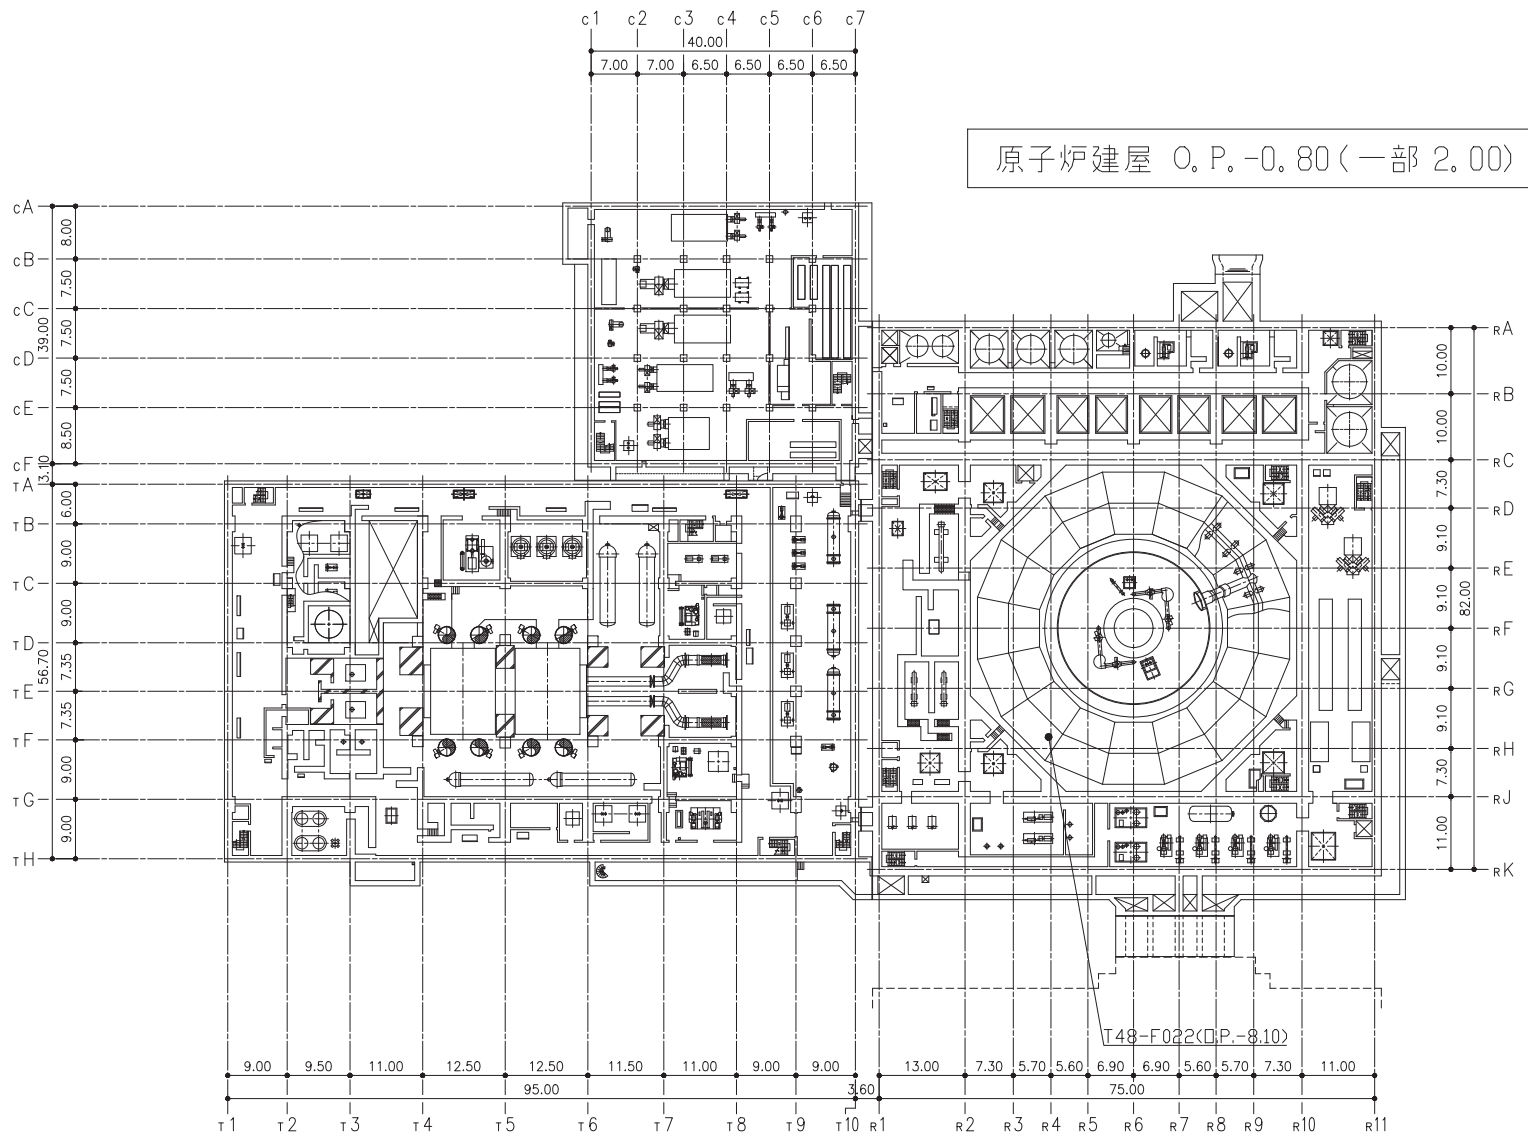 c1 c2 c3 c4 c5 c6 c7
40.00
7.00 7.00 6.50 6.50 6.50 6.50
原子炉建屋 O.P.-0.80(一部 2.00)
cA
8.00
cB
7.50
cC
7.50
39.00
cD
7.50
cE
8.50
cF
3.10
TA
6.00
TB
9.00
TC
9.00
TD
7.35
56.70
TE
7.35
TF
9.00
TG
9.00
TH
RA
10.00
RB
10.00
RC
7.30
RD
9.10
RE
9.10
82.00
RF
9.10
RG
9.10
RH
7.30
RJ
11.00
RK
T48-F022(O.P.-8.10)
9.00 9.50 11.00 12.50 12.50 11.50 11.00 9.00 9.00 13.00 7.30 5.70 5.60 6.90 6.90 5.60 5.70 7.30 11.00
95.00 3.60 75.00
T1 T2 T3 T4 T5 T6 T7 T8 T9 T10 R1 R2 R3 R4 R5 R6 R7 R8 R9 R10 R11